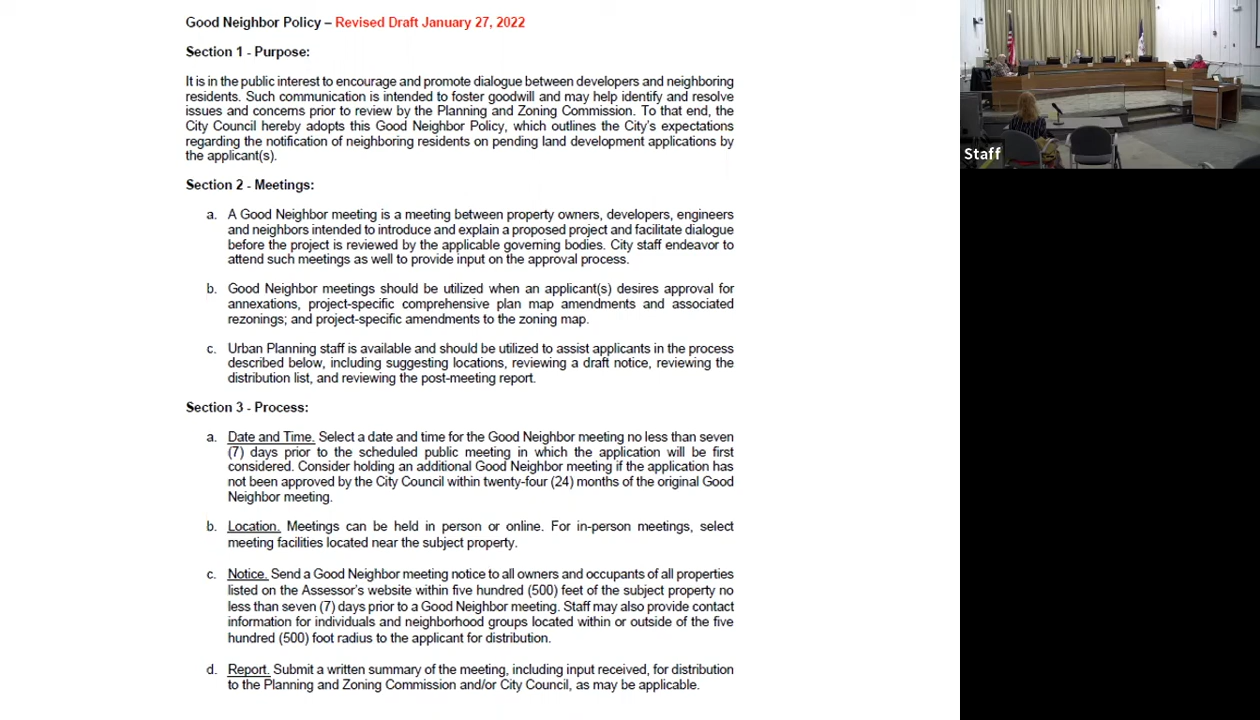 Good Neighbor Policy – Revised Draft January 27, 2022
Section 1 - Purpose:
It is in the public interest to encourage and promote dialogue between developers and neighboring
residents. Such communication is intended to foster goodwill and may help identify and resolve
issues and concerns prior to review by the Planning and Zoning Commission. To that end, the
City Council hereby adopts this Good Neighbor Policy, which outlines the City's expectations
regarding the notification of neighboring residents on pending land development applications by
the applicant(s).
Section 2 - Meetings:
a. A Good Neighbor meeting is a meeting between property owners, developers, engineers
and neighbors intended to introduce and explain a proposed project and facilitate dialogue
before the project is reviewed by the applicable governing bodies. City staff endeavor to
attend such meetings as well to provide input on the approval process.
b. Good Neighbor meetings should be utilized when an applicant(s) desires approval for
annexations, project-specific comprehensive plan map amendments and associated
rezonings; and project-specific amendments to the zoning map.
c. Urban Planning staff is available and should be utilized to assist applicants in the process
described below, including suggesting locations, reviewing a draft notice, reviewing the
distribution list, and reviewing the post-meeting report.
Section 3 - Process:
a. Date and Time. Select a date and time for the Good Neighbor meeting no less than seven
(7) days prior to the scheduled public meeting in which the application will be first
considered. Consider holding an additional Good Neighbor meeting if the application has
not been approved by the City Council within twenty-four (24) months of the original Good
Neighbor meeting.
b. Location. Meetings can be held in person or online. For in-person meetings, select
meeting facilities located near the subject property.
c. Notice. Send a Good Neighbor meeting notice to all owners and occupants of all properties
listed on the Assessor's website within five hundred (500) feet of the subject property no
less than seven (7) days prior to a Good Neighbor meeting. Staff may also provide contact
information for individuals and neighborhood groups located within or outside of the five
hundred (500) foot radius to the applicant for distribution.
d. Report. Submit a written summary of the meeting, including input received, for distribution
to the Planning and Zoning Commission and/or City Council, as may be applicable.
Staff